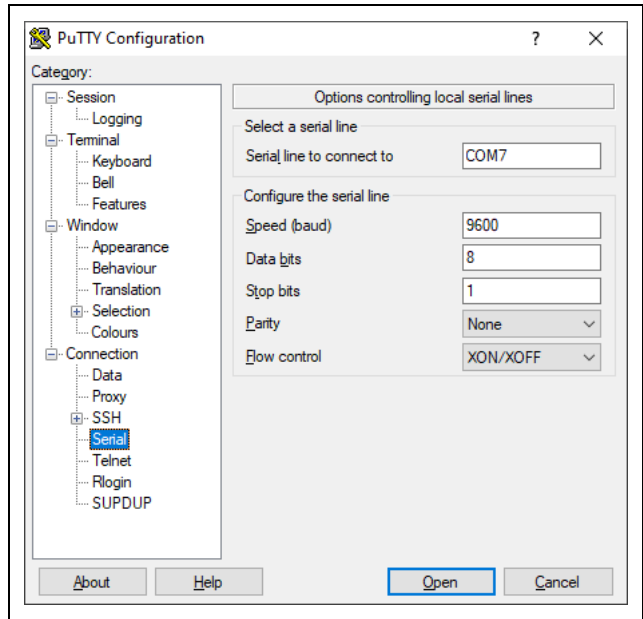 PuTTY Configuration ? ×
Category:
Session
Logging
Terminal
Keyboard
Bell
Features
Window
Appearance
Behaviour
Translation
Selection
Colours
Connection
Data
Proxy
SSH
Serial
Telnet
Rlogin
SUPDUP
Options controlling local serial lines
Select a serial line
Serial line to connect to COM7
Configure the serial line
Speed (baud) 9600
Data bits 8
Stop bits 1
Parity None
Flow control XON/XOFF
About Help Open Cancel